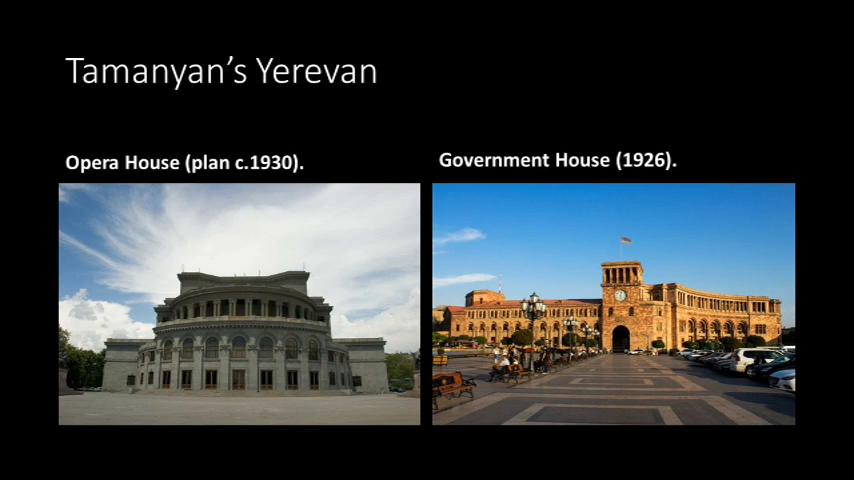 Tamanyan’s Yerevan
Opera House (plan c.1930).
Government House (1926).